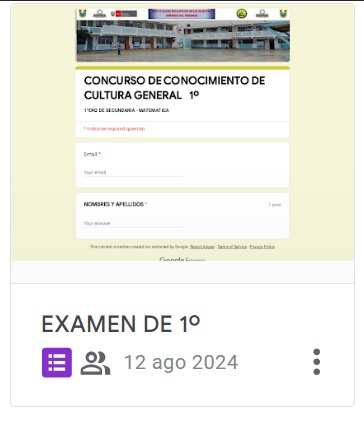 CONCURSO DE CONOCIMIENTO DE
CULTURA GENERAL 1º
1°ERO DE SECUNDARIA - MATEMATICA
* Indicates required question
Email *
Your email
NOMBRES Y APELLIDOS *
1 point
Your answer
This content is neither created nor endorsed by Google. Report Abuse - Terms of Service - Privacy Policy
Google Forms
EXAMEN DE 1º
12 ago 2024